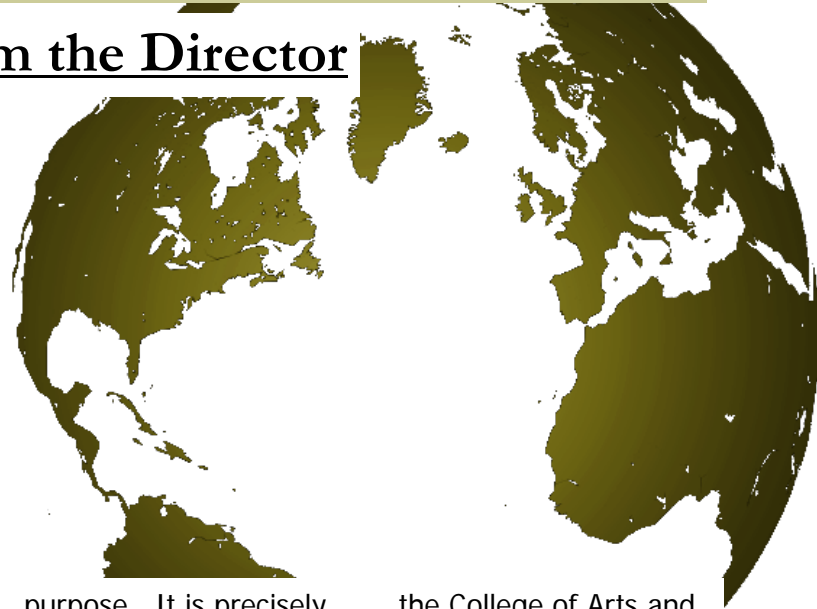 m the Director
purpose. It is precisely
the College of Arts and